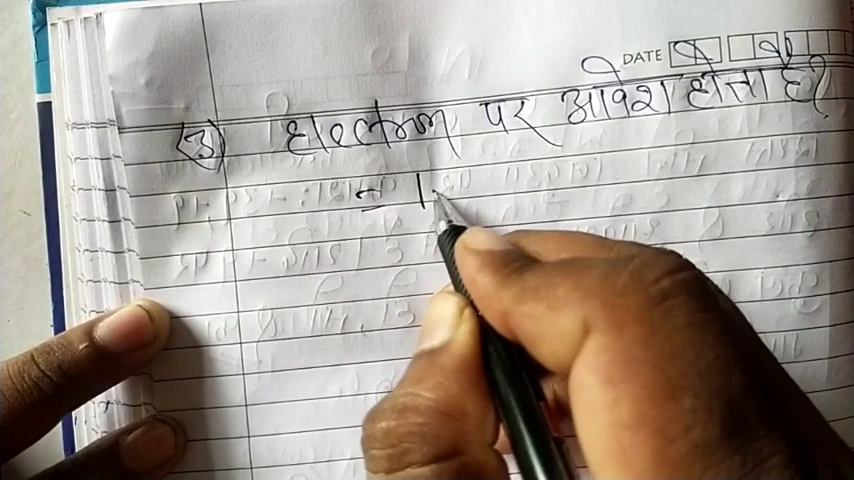 DATE
(3) इलेक्ट्रॉन पर आवेश होता है।
= 1